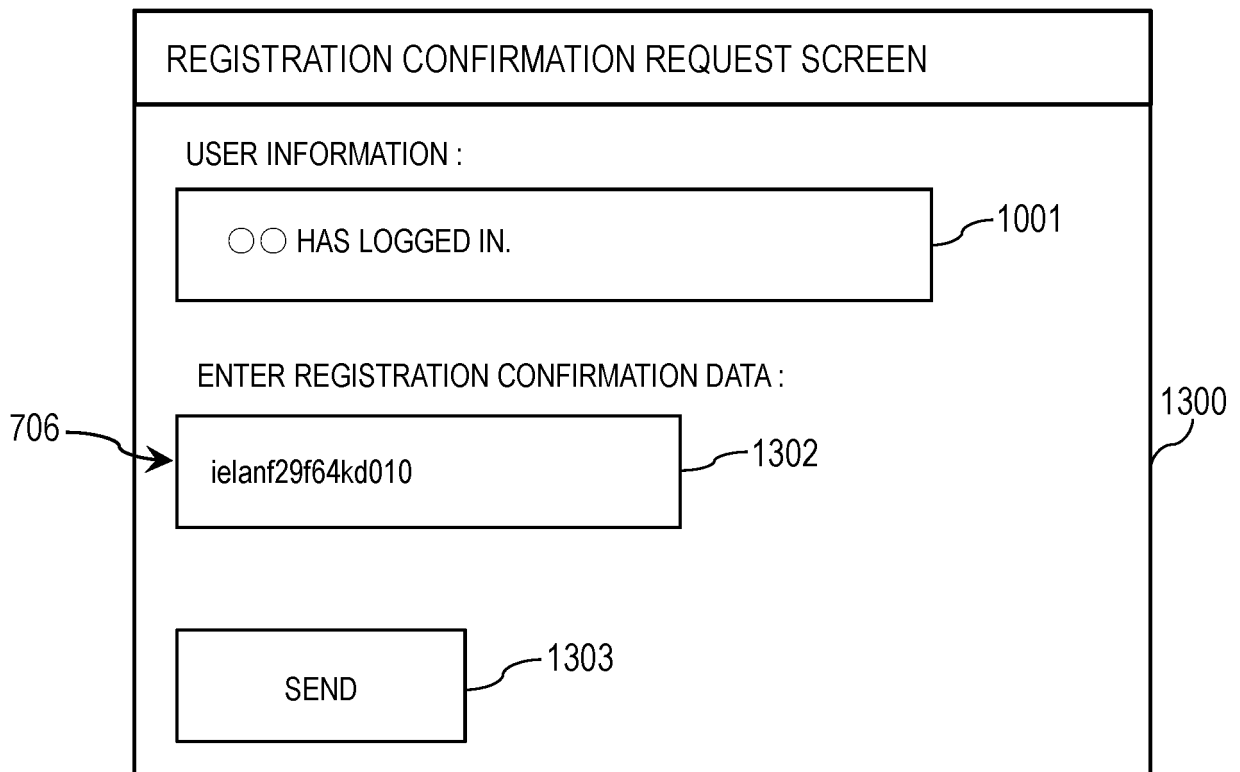 REGISTRATION CONFIRMATION REQUEST SCREEN
USER INFORMATION :
○○ HAS LOGGED IN.
1001
ENTER REGISTRATION CONFIRMATION DATA :
1300
706
ielanf29f64kd010
1302
SEND
1303